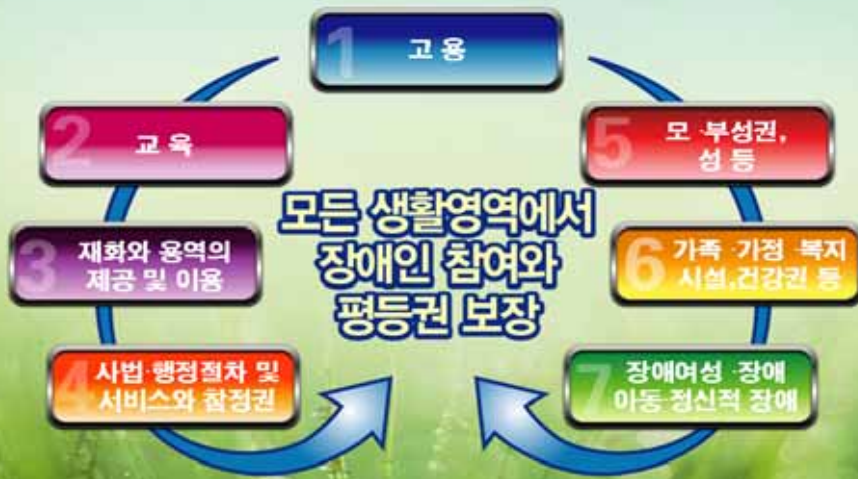 1
고 용
2
교 육
3
재화와 용역의
제공 및 이용
4
사법·행정절차 및
서비스와 참정권
5
모·부성권,
성 등
6
가족·가정·복지
시설,건강권 등
7
장애여성·장애
아동·정신적 장애
모든 생활영역에서
장애인 참여와
평등권 보장